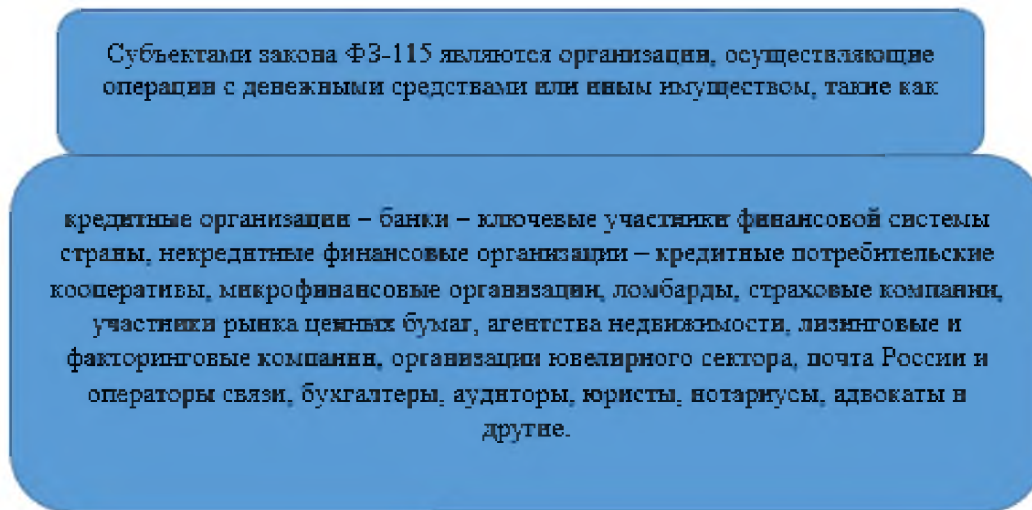 Субъектами закона ФЗ-115 являются организации, осуществляющие
операции с денежными средствами или иным имуществом, такие как
кредитные организации – банки – ключевые участники финансовой системы
страны, некредитные финансовые организации – кредитные потребительские
кооперативы, микрофинансовые организации, ломбарды, страховые компании,
участники рынка ценных бумаг, агентства недвижимости, лизинговые и
факторинговые компании, организации ювелирного сектора, почта России и
операторы связи, бухгалтеры, аудиторы, юристы, нотариусы, адвокаты и
другие.